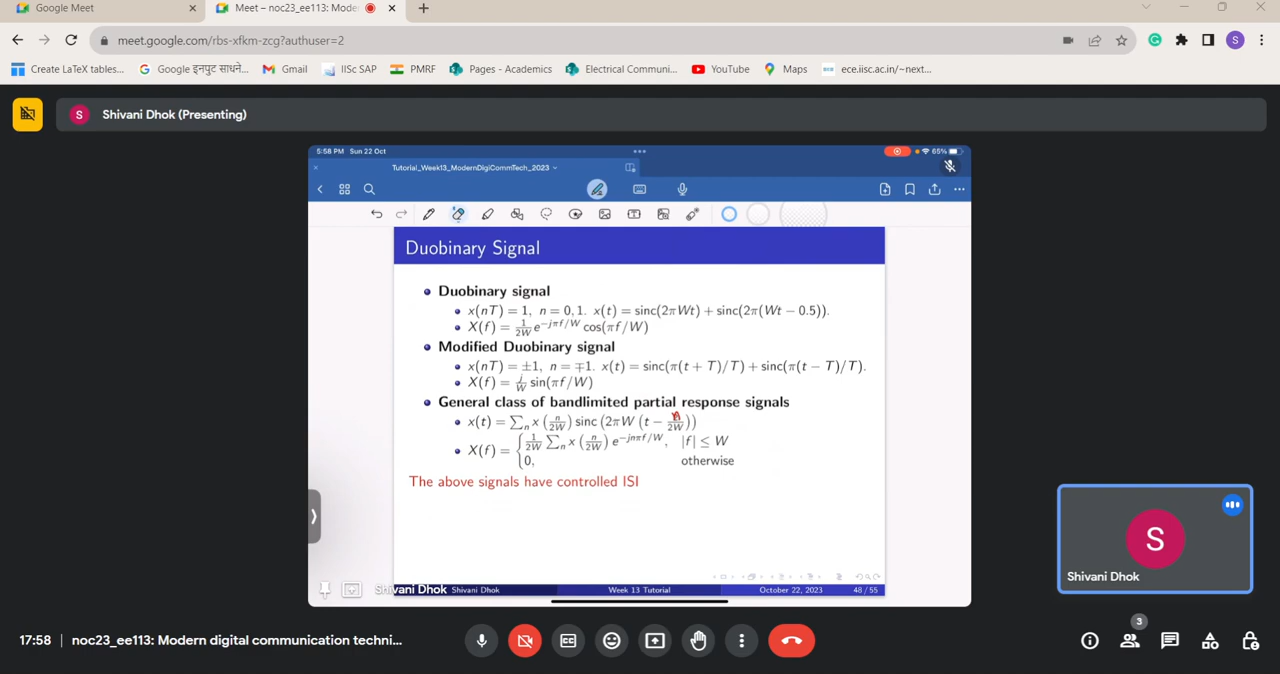 Google Meet
Meet – noc23_ee113: Mode
meet.google.com/rbs-xfkm-zcg?authuser=2
S
Create LaTeX tables...
Google इनपुट साधने...
Gmail
IISc SAP
PMRF
Pages - Academics
Electrical Communi...
YouTube
Maps
ece.iisc.ac.in/~next...
S
Shivani Dhok (Presenting)
5:58 PM Sun 22 Oct
65%
Tutorial_Week13_ModernDigiCommTech_2023
Duobinary Signal
Duobinary signal
x(nT) = 1, n = 0, 1. x(t) = sinc(2πWt) + sinc(2π(Wt − 0.5)).
X(f) = 1/2W e^{−jπf/W} cos(πf/W)
Modified Duobinary signal
x(nT) = ±1, n = ∓1. x(t) = sinc(π(t + T)/T) + sinc(π(t − T)/T).
X(f) = j/W sin(πf/W)
General class of bandlimited partial response signals
x(t) = ∑_n x (n/2W) sinc (2πW (t − n/2W))
X(f) = { 1/2W ∑_n x (n/2W) e^{−jnπf/W}, |f| ≤ W
0, otherwise
The above signals have controlled ISI
Shivani Dhok
Shivani Dhok
Week 13 Tutorial
October 22, 2023
48 / 55
S
Shivani Dhok
17:58 | noc23_ee113: Modern digital communication techni...
3